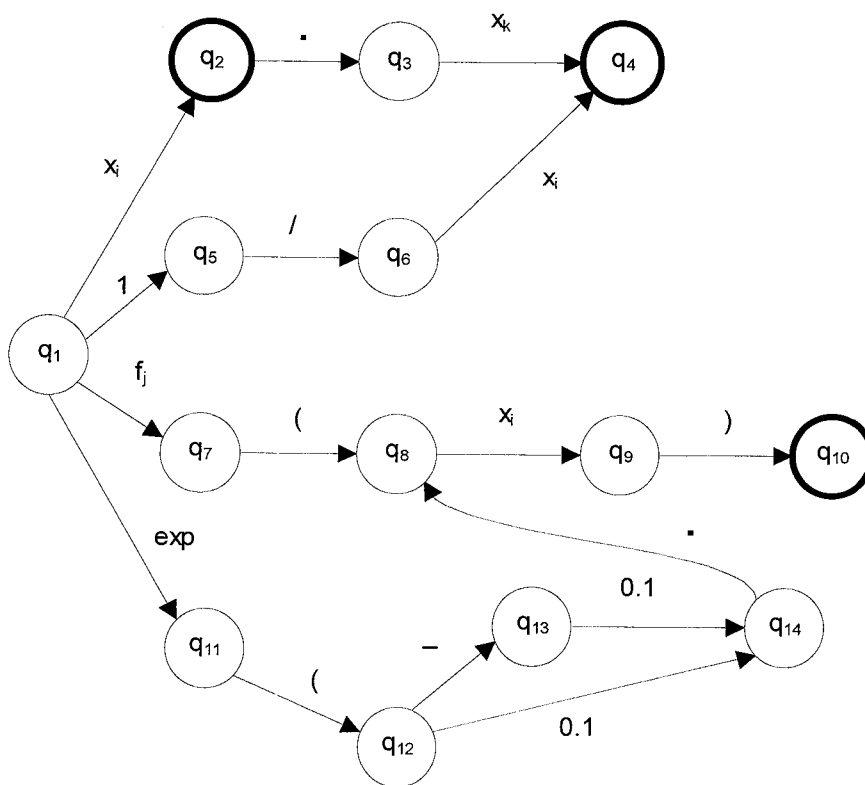 q2 . q3 xk q4
xi
xi
q5 / q6
1
q1
fj
q7 ( q8 xi q9 ) q10
exp
.
0.1
q11 q13 q14
–
(
q12 0.1